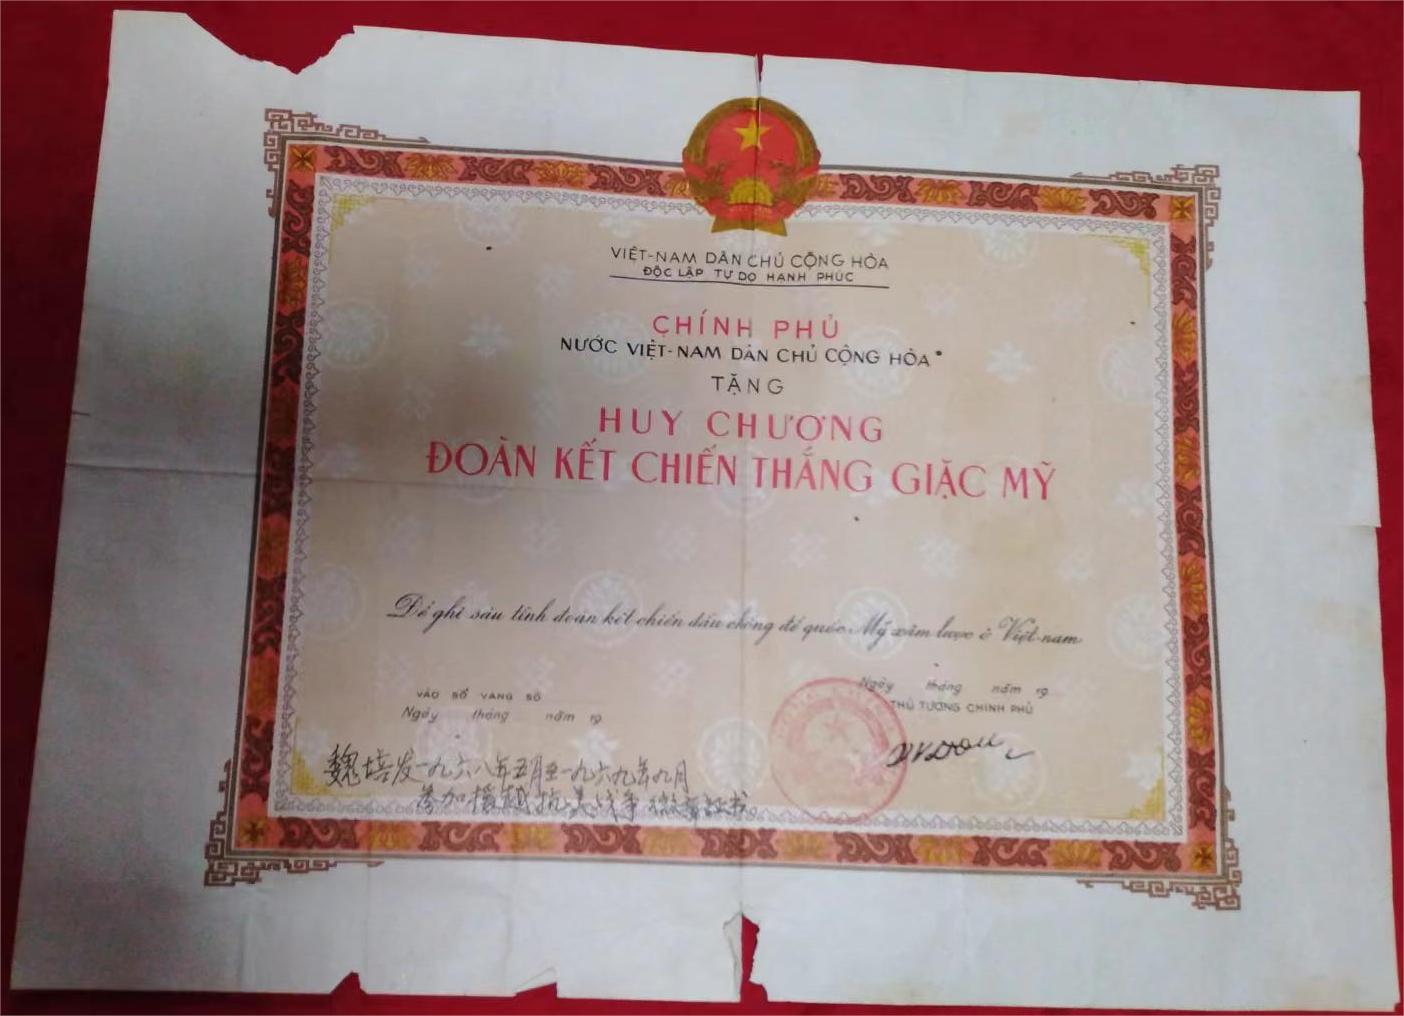 VIỆT-NAM DÂN CHỦ CỘNG HÒA
ĐỘC LẬP TỰ DO HẠNH PHÚC
CHÍNH PHỦ
NƯỚC VIỆT-NAM DÂN CHỦ CỘNG HÒA
TẶNG
HUY CHƯƠNG
ĐOÀN KẾT CHIẾN THẮNG GIẶC MỸ
Để ghi sâu tình đoàn kết chiến đấu chống đế quốc Mỹ xâm lược ở Việt-nam
VÀO SỔ VÀNG SỐ
Ngày tháng năm 19
Ngày tháng năm 19
THỦ TƯỚNG CHÍNH PHỦ
魏培发一九六八年五月至一九六九年九月
参加援越抗美战争 证书。